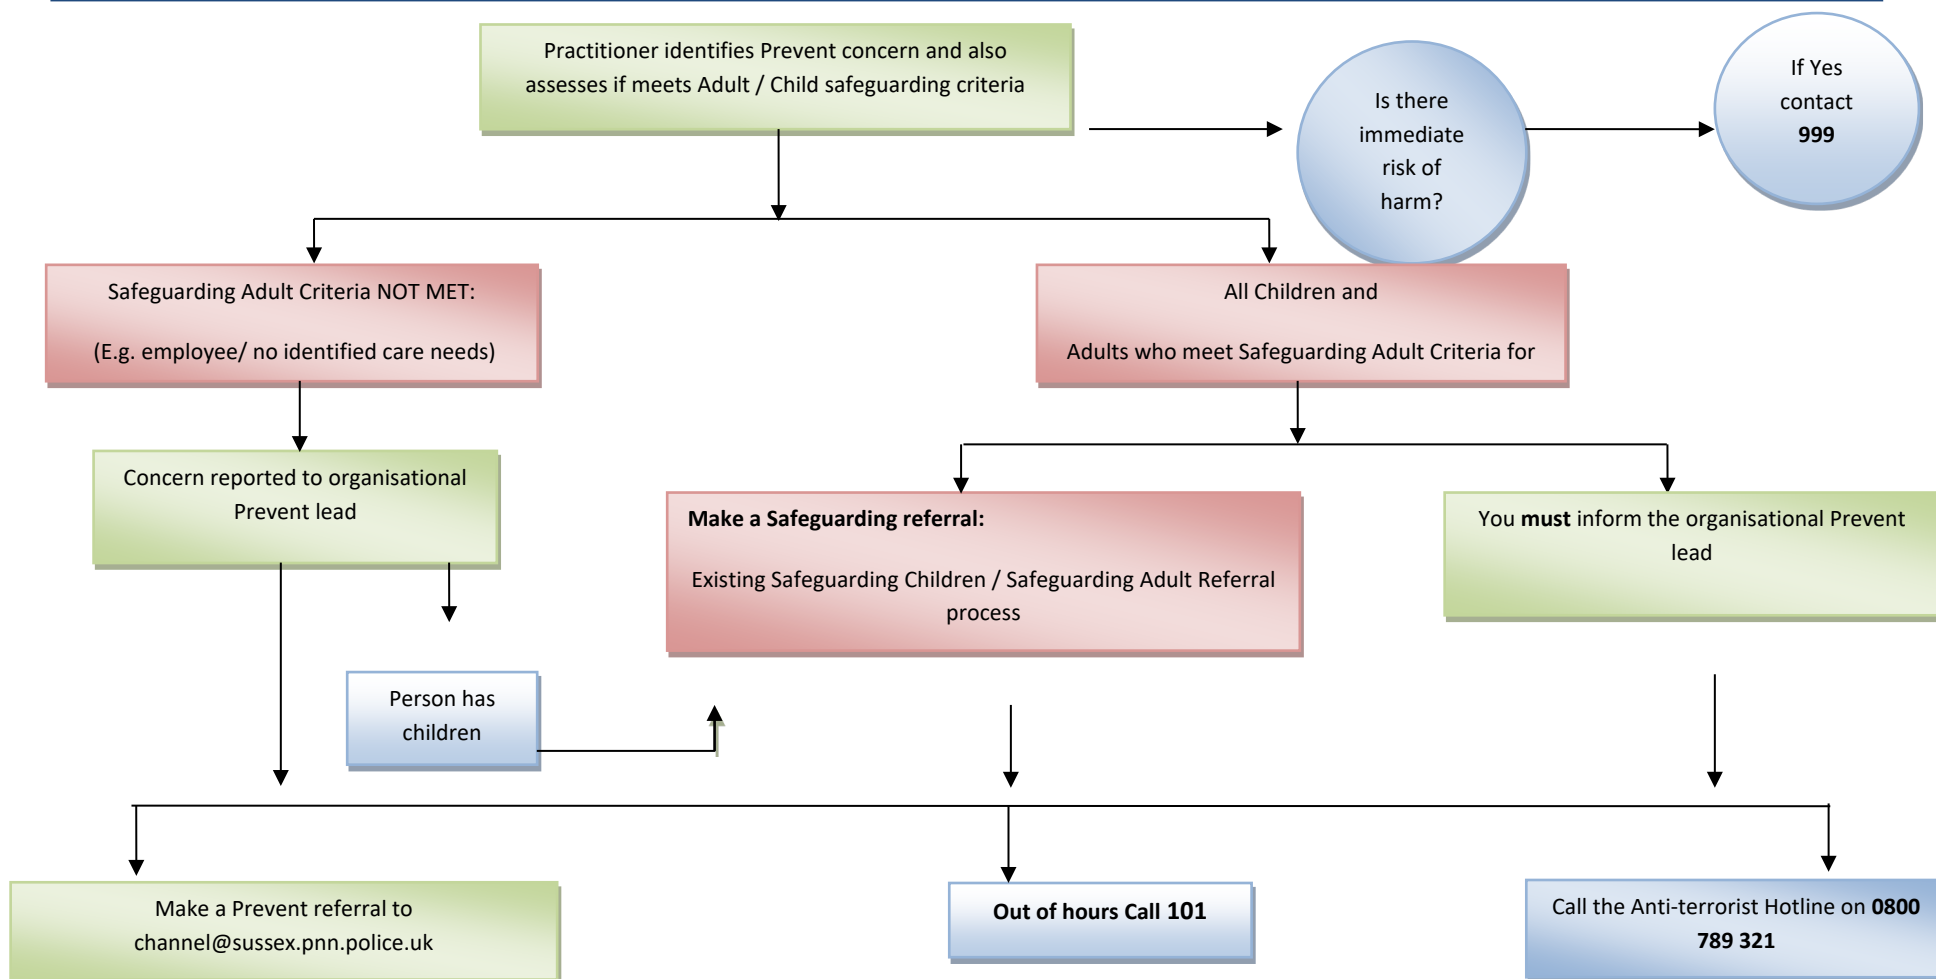 Practitioner identifies Prevent concern and also
assesses if meets Adult / Child safeguarding criteria
Is there
immediate
risk of
harm?
If Yes
contact
999
Safeguarding Adult Criteria NOT MET:
(E.g. employee/ no identified care needs)
All Children and
Adults who meet Safeguarding Adult Criteria for
Concern reported to organisational
Prevent lead
Make a Safeguarding referral:
Existing Safeguarding Children / Safeguarding Adult Referral
process
You must inform the organisational Prevent
lead
Person has
children
Make a Prevent referral to
channel@sussex.pnn.police.uk
Out of hours Call 101
Call the Anti-terrorist Hotline on 0800
789 321